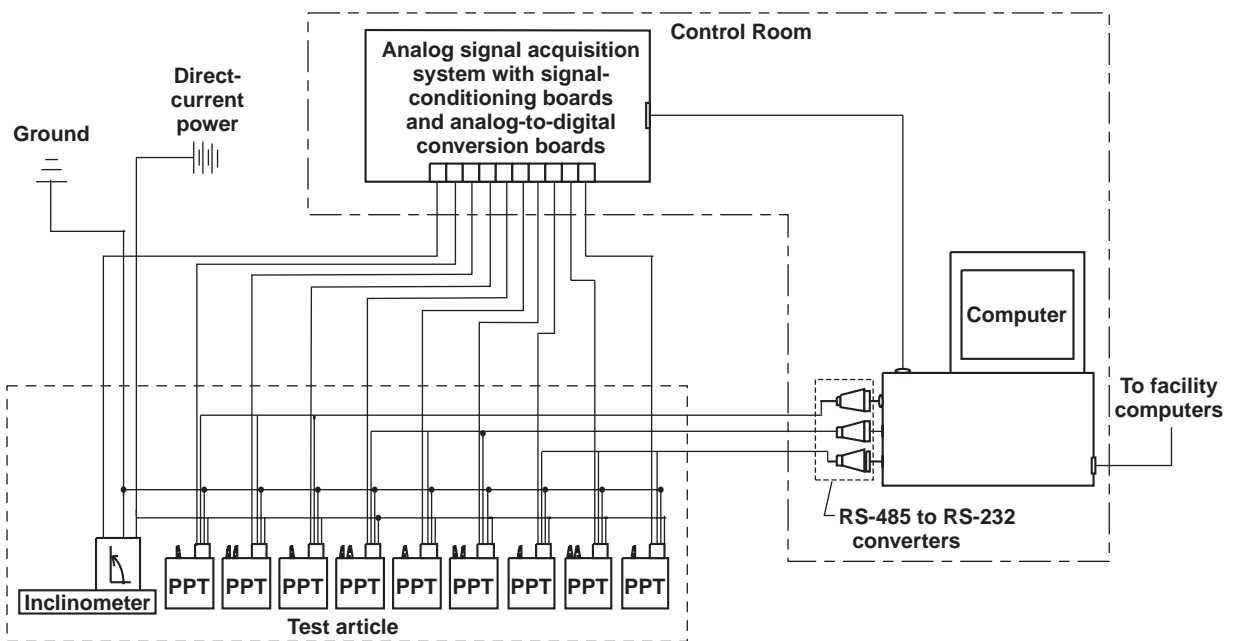 Control Room
Analog signal acquisition
system with signal-
conditioning boards
and analog-to-digital
conversion boards
Direct-
current
power
Ground
Computer
To facility
computers
RS-485 to RS-232
converters
PPT PPT PPT PPT PPT PPT PPT PPT PPT
Inclinometer
Test article